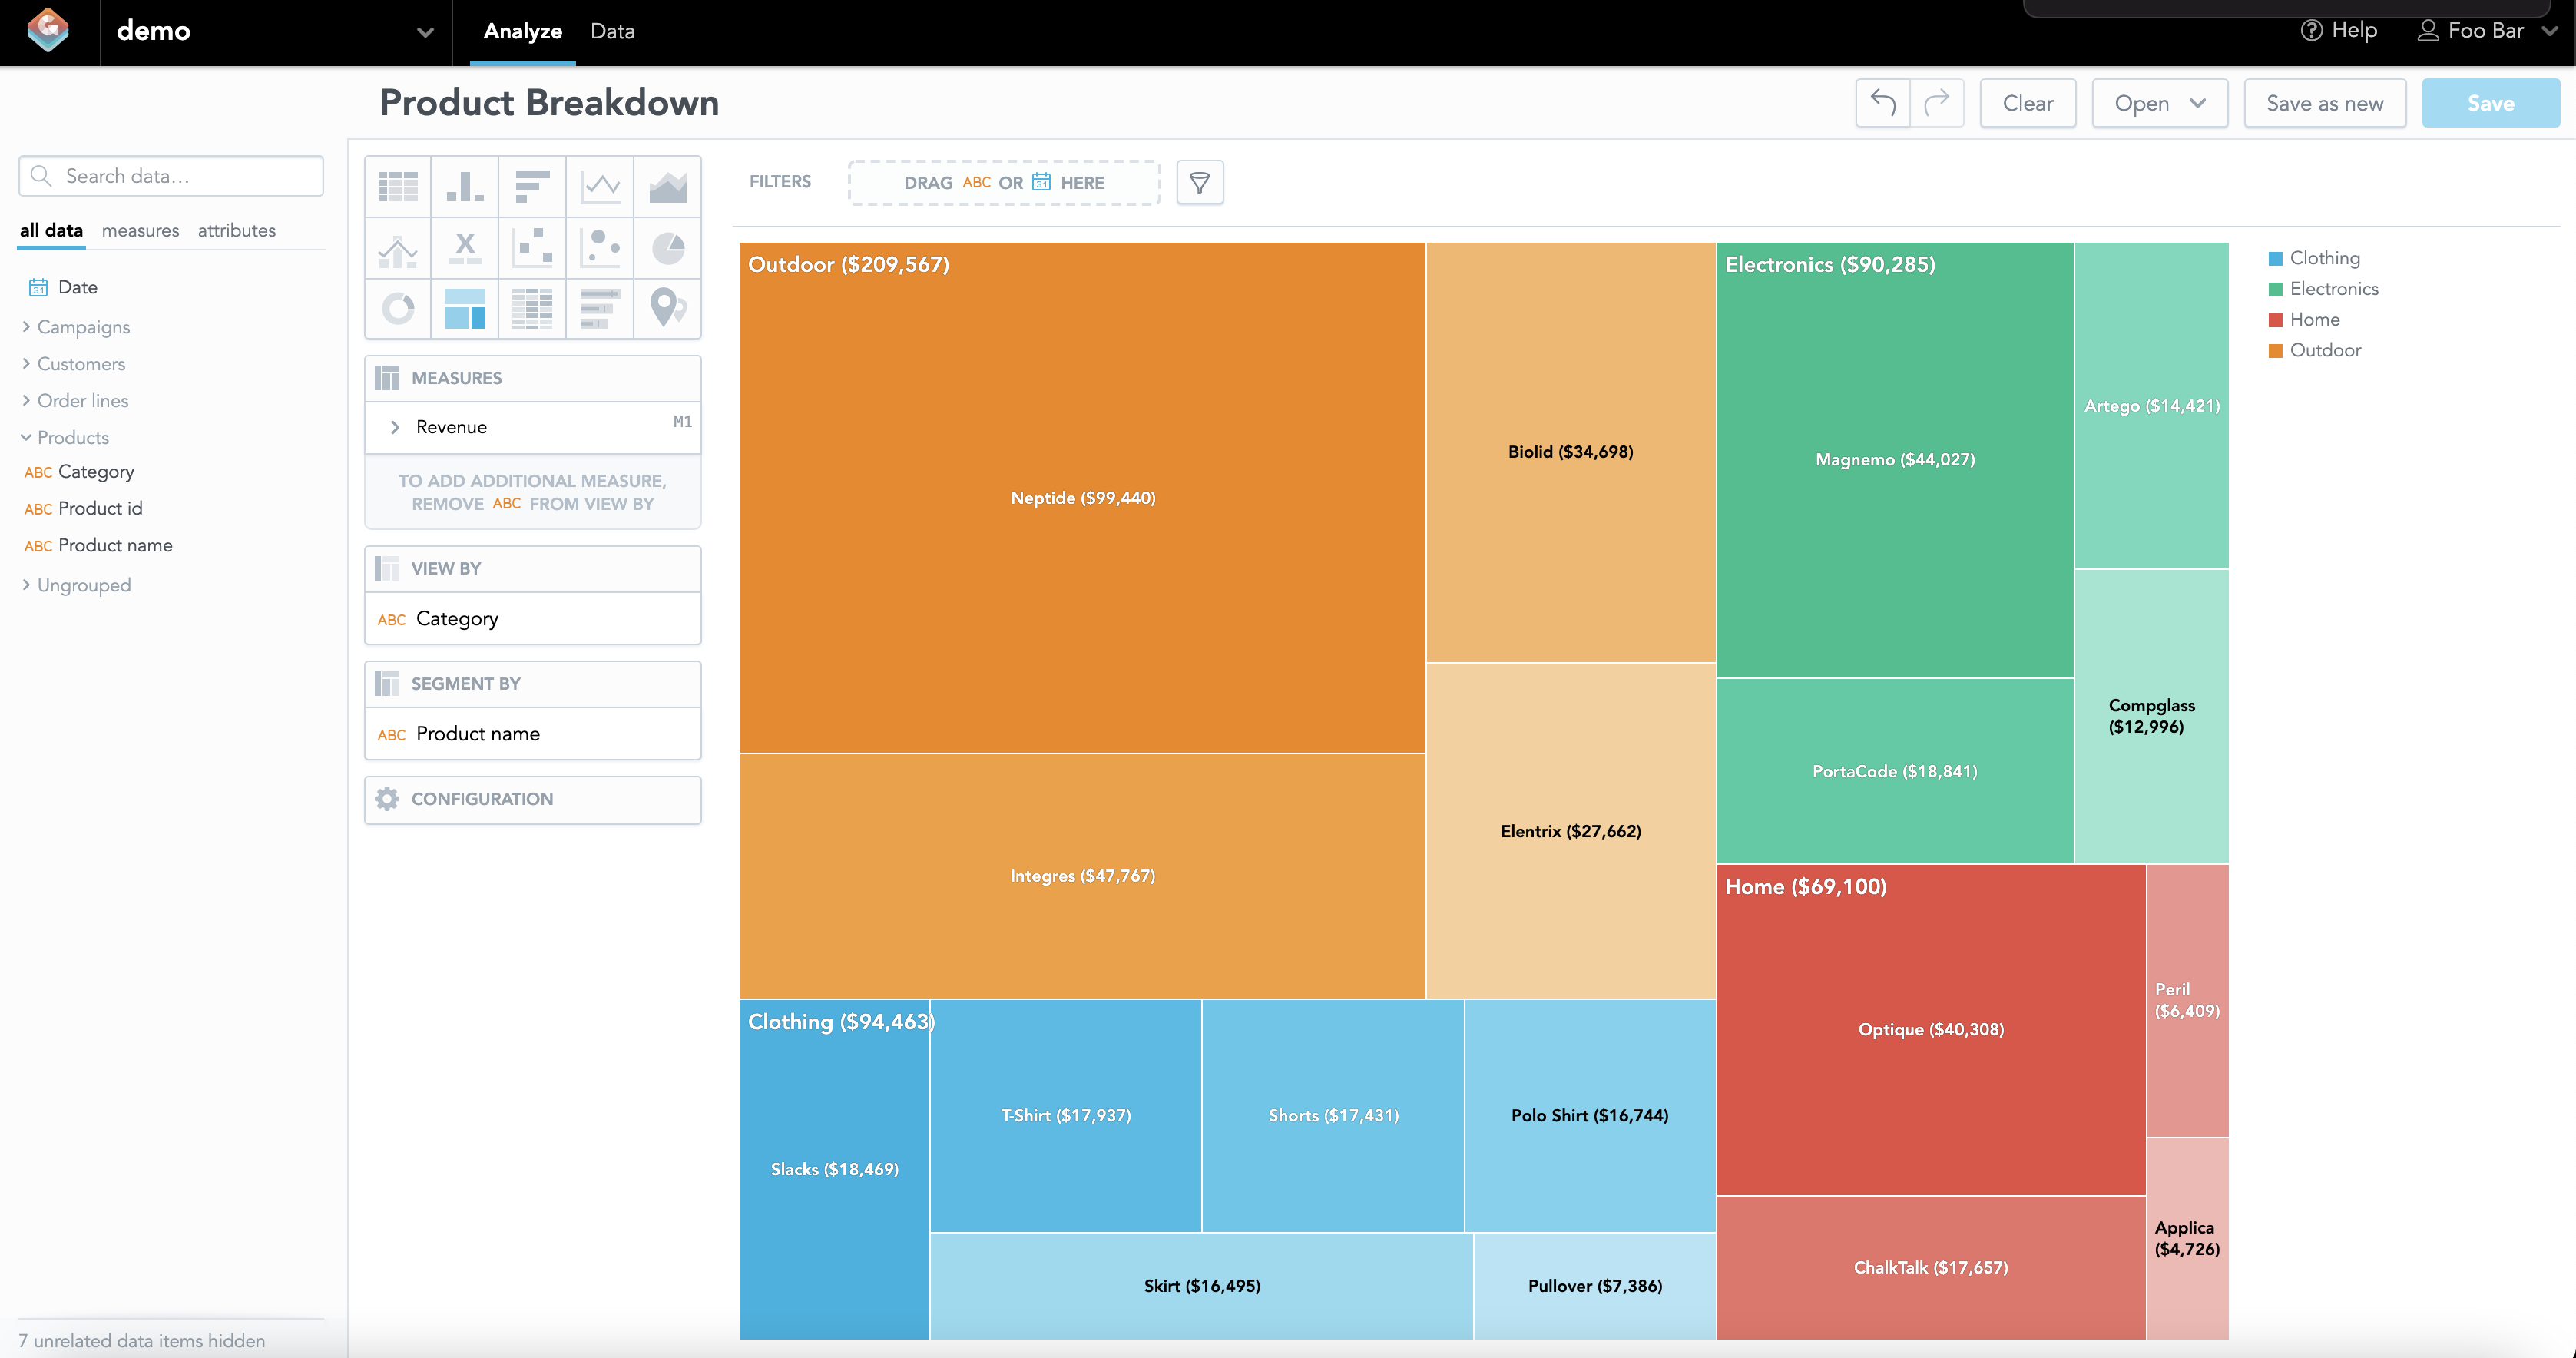 demo
Analyze
Data
Help
Foo Bar
Product Breakdown
Clear
Open
Save as new
Save
Search data...
all data
measures
attributes
Date
Campaigns
Customers
Order lines
Products
ABC Category
ABC Product id
ABC Product name
Ungrouped
7 unrelated data items hidden
X
MEASURES
Revenue
M1
TO ADD ADDITIONAL MEASURE,
REMOVE ABC FROM VIEW BY
VIEW BY
ABC Category
SEGMENT BY
ABC Product name
CONFIGURATION
FILTERS
DRAG ABC OR 31 HERE
Outdoor ($209,567)
Neptide ($99,440)
Biolid ($34,698)
Integres ($47,767)
Elentrix ($27,662)
Electronics ($90,285)
Magnemo ($44,027)
Artego ($14,421)
PortaCode ($18,841)
Compglass
($12,996)
Clothing ($94,463)
Slacks ($18,469)
T-Shirt ($17,937)
Shorts ($17,431)
Polo Shirt ($16,744)
Skirt ($16,495)
Pullover ($7,386)
Home ($69,100)
Optique ($40,308)
Peril
($6,409)
ChalkTalk ($17,657)
Applica
($4,726)
Clothing
Electronics
Home
Outdoor